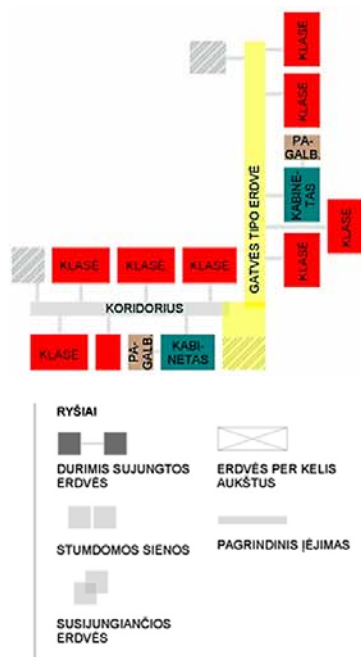 KLASĖ
KLASĖ
PA-
GALB.
KABINE-
TAS
KLASĖ
KLASĖ
GATVĖS TIPO ERDVĖ
KLASĖ
KLASĖ
KLASĖ
KORIDORIUS
KLASĖ
PA-
GALB.
KABI-
NETAS
RYŠIAI
DURIMIS SUJUNGTOS
ERDVĖS
ERDVĖS PER KELIS
AUKŠTUS
STUMDOMOS SIENOS
PAGRINDINIS ĮĖJIMAS
SUSIJUNGIANČIOS
ERDVĖS